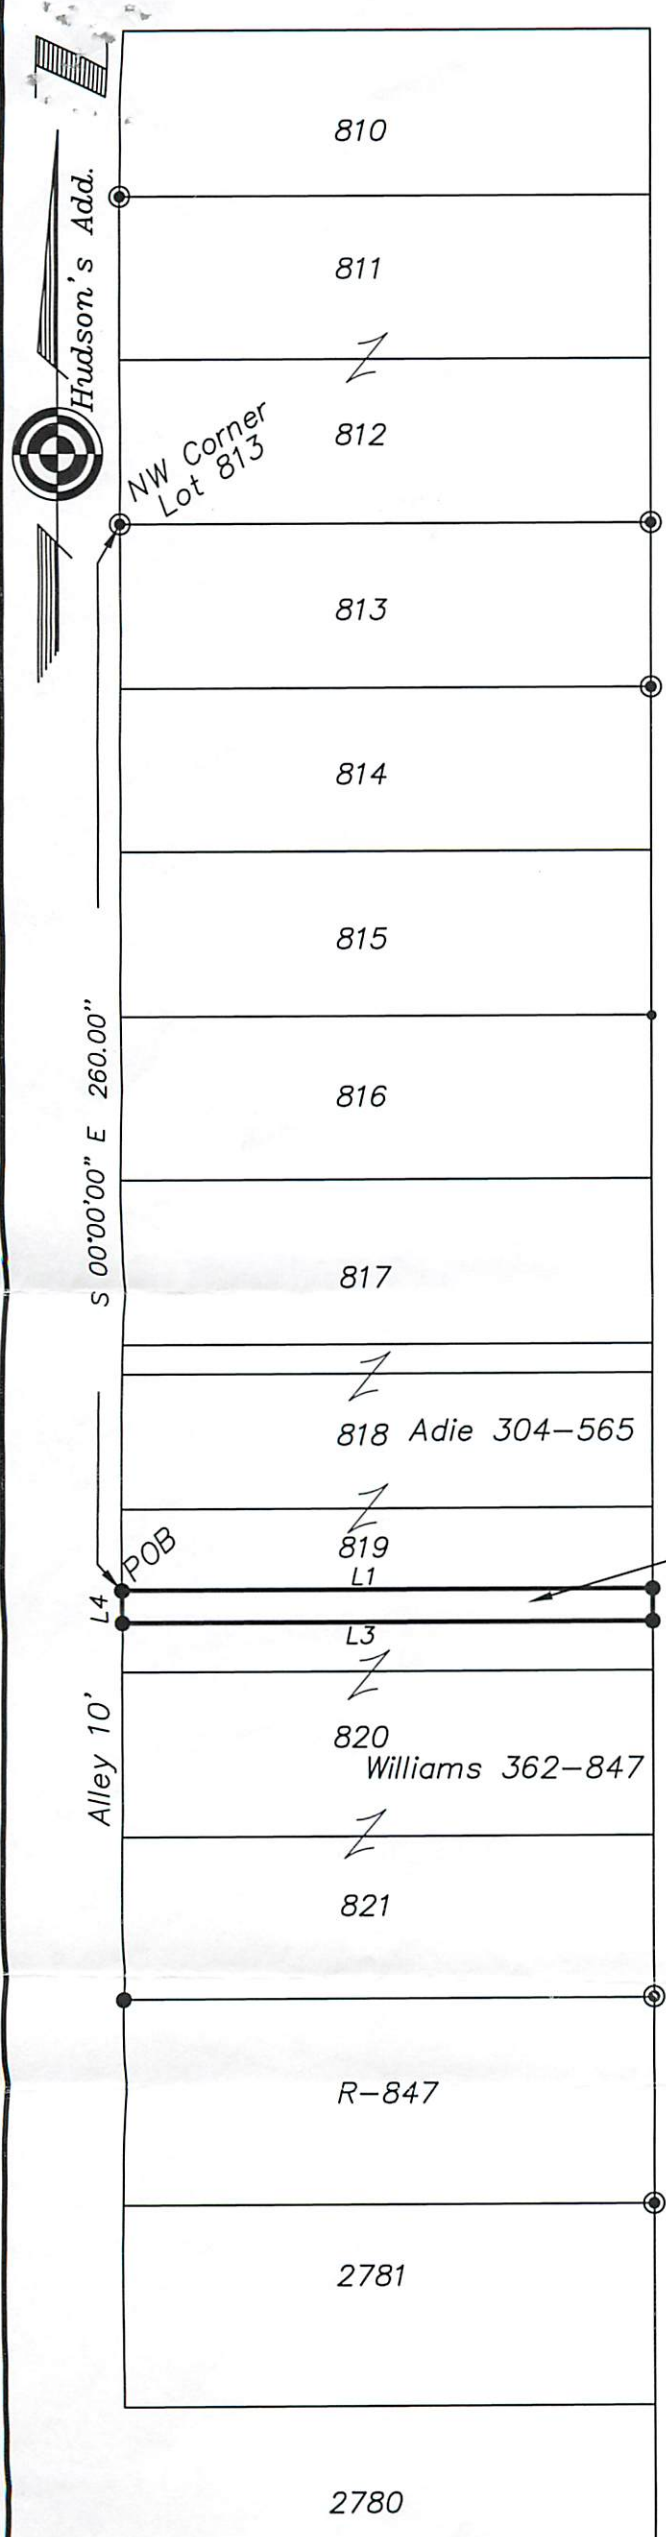 810
Hudson's Add.
811
812
NW Corner
Lot 813
813
814
815
S 00°00'00" E 260.00"
816
817
818 Adie 304-565
819
POB
L1
L4
L3
Alley 10'
820
Williams 362-847
821
R-847
2781
2780